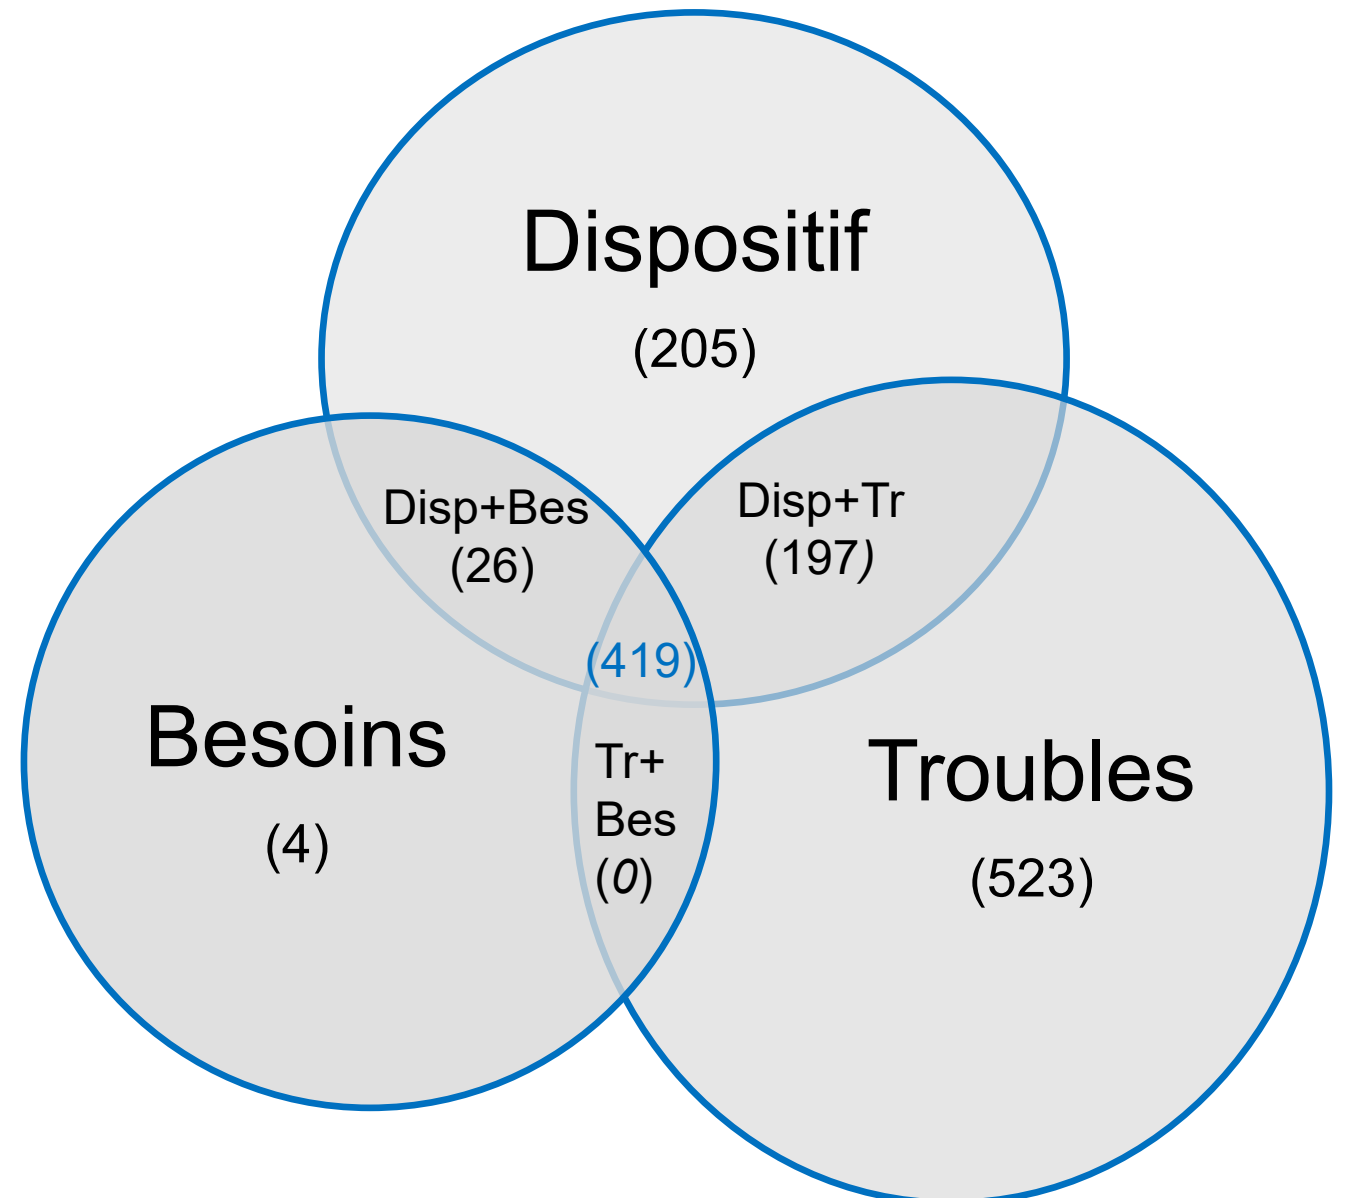 Dispositif
(205)
Disp+Bes
(26)
Disp+Tr
(197)
(419)
Besoins
(4)
Tr+
Bes
(0)
Troubles
(523)